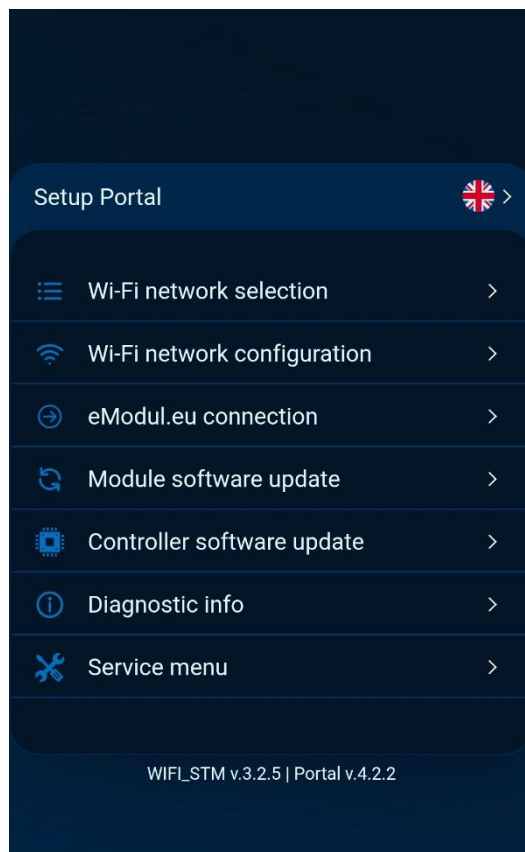 Setup Portal
Wi-Fi network selection
Wi-Fi network configuration
eModul.eu connection
Module software update
Controller software update
Diagnostic info
Service menu
WIFI_STM v.3.2.5 | Portal v.4.2.2